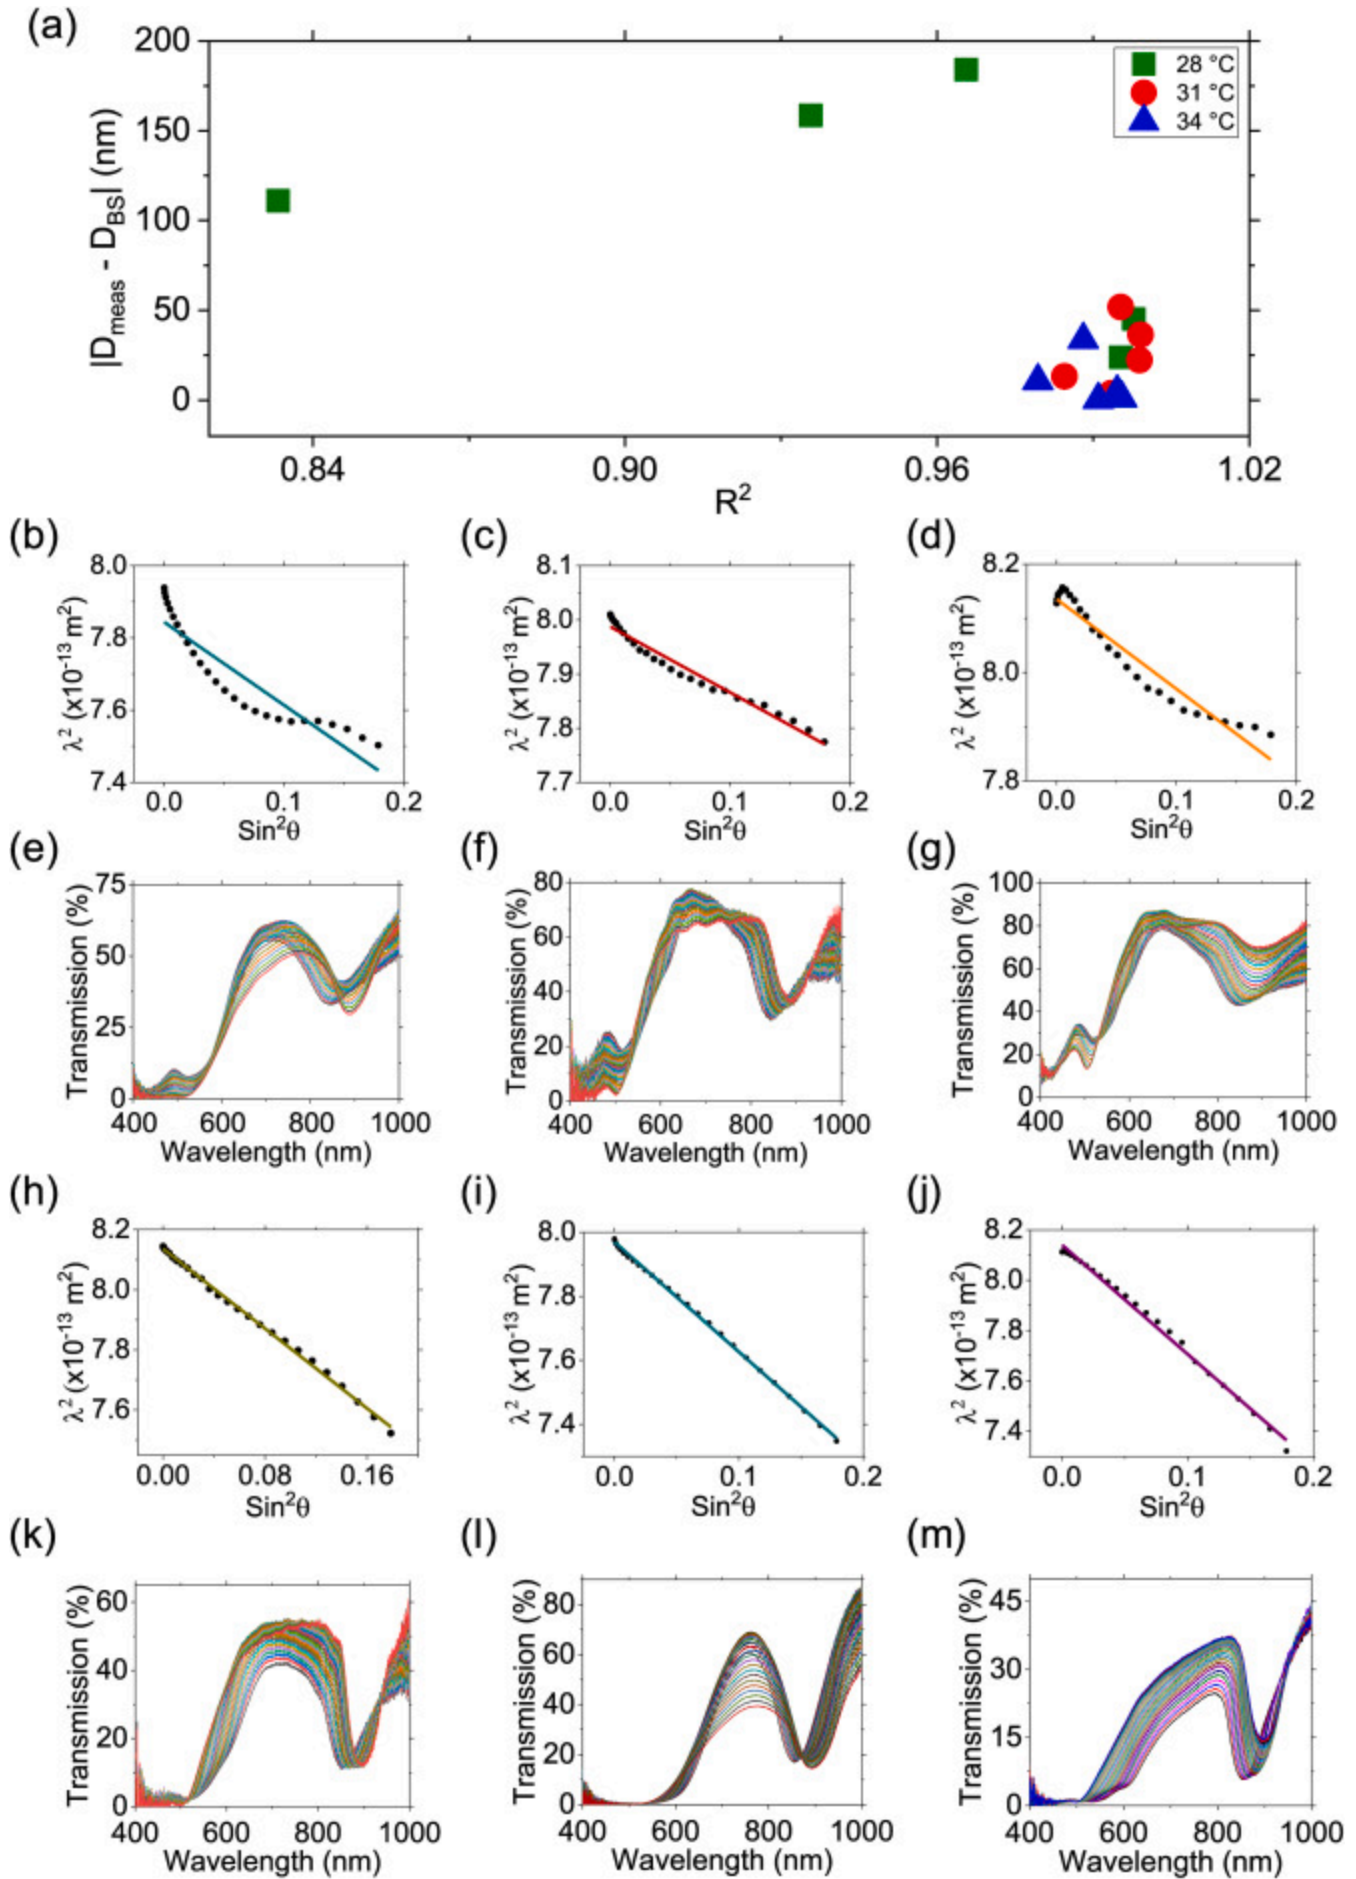 (a)
200
150
100
50
0
|D_meas - D_BS| (nm)
28 °C
31 °C
34 °C
0.84 0.90 0.96 1.02
R²
(b) (c) (d)
8.0
7.8
7.6
7.4
λ² (x10⁻¹³ m²)
0.0 0.1 0.2
Sin²θ
8.1
8.0
7.9
7.8
7.7
λ² (x10⁻¹³ m²)
0.0 0.1 0.2
Sin²θ
8.2
8.0
7.8
λ² (x10⁻¹³ m²)
0.0 0.1 0.2
Sin²θ
(e) (f) (g)
75
50
25
0
Transmission (%)
400 600 800 1000
Wavelength (nm)
80
60
40
20
0
Transmission (%)
400 600 800 1000
Wavelength (nm)
100
80
60
40
20
0
Transmission (%)
400 600 800 1000
Wavelength (nm)
(h) (i) (j)
8.2
8.0
7.8
7.6
λ² (x10⁻¹³ m²)
0.00 0.08 0.16
Sin²θ
8.0
7.8
7.6
7.4
λ² (x10⁻¹³ m²)
0.0 0.1 0.2
Sin²θ
8.2
8.0
7.8
7.6
7.4
λ² (x10⁻¹³ m²)
0.0 0.1 0.2
Sin²θ
(k) (l) (m)
60
40
20
0
Transmission (%)
400 600 800 1000
Wavelength (nm)
80
60
40
20
0
Transmission (%)
400 600 800 1000
Wavelength (nm)
45
30
15
0
Transmission (%)
400 600 800 1000
Wavelength (nm)